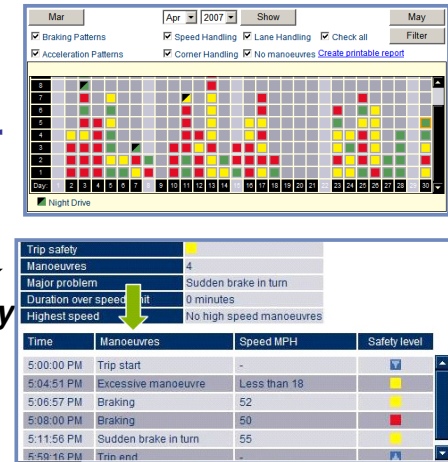 Mar Apr 2007 Show May
Braking Patterns Speed Handling Lane Handling Check all Filter
Acceleration Patterns Corner Handling No manoeuvres Create printable report
8
7
6
5
4
3
2
1
Day: 1 2 3 4 5 6 7 8 9 10 11 12 13 14 15 16 17 18 19 20 21 22 23 24 25 26 27 28 29 30
Night Drive
Trip safety
Manoeuvres 4
Major problem Sudden brake in turn
Duration over speed 0 minutes
y
Highest speed No high speed manoeuvres
Time Manoeuvres Speed MPH Safety level
5:00:00 PM Trip start -
5:04:51 PM Excessive manoeuvre Less than 18
5:06:57 PM Braking 52
5:08:00 PM Braking 50
5:11:56 PM Sudden brake in turn 55
5:59:16 PM Trip end -